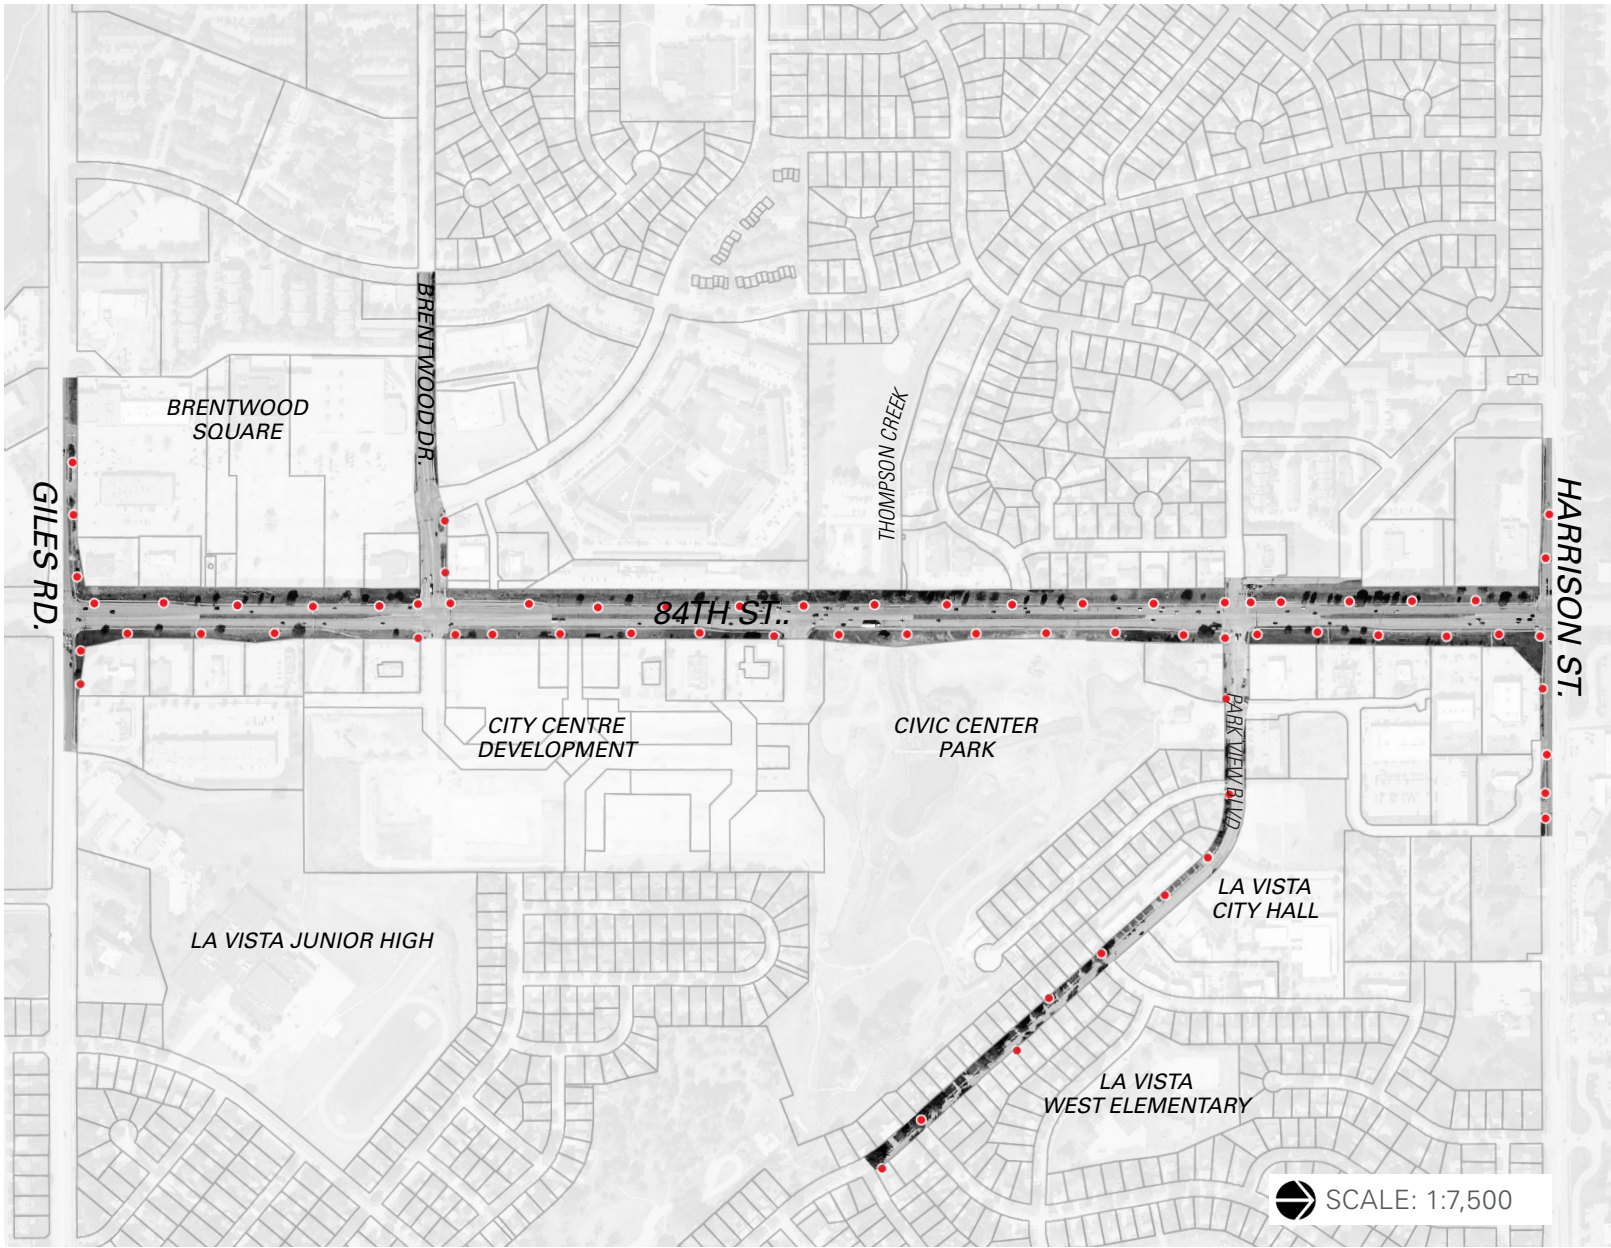 BRENTWOOD DR.
BRENTWOOD
SQUARE
THOMPSON CREEK
GILES RD.
HARRISON ST.
84TH ST..
CITY CENTRE
DEVELOPMENT
CIVIC CENTER
PARK
PARK VIEW BLVD
LA VISTA
CITY HALL
LA VISTA JUNIOR HIGH
LA VISTA
WEST ELEMENTARY
SCALE: 1:7,500